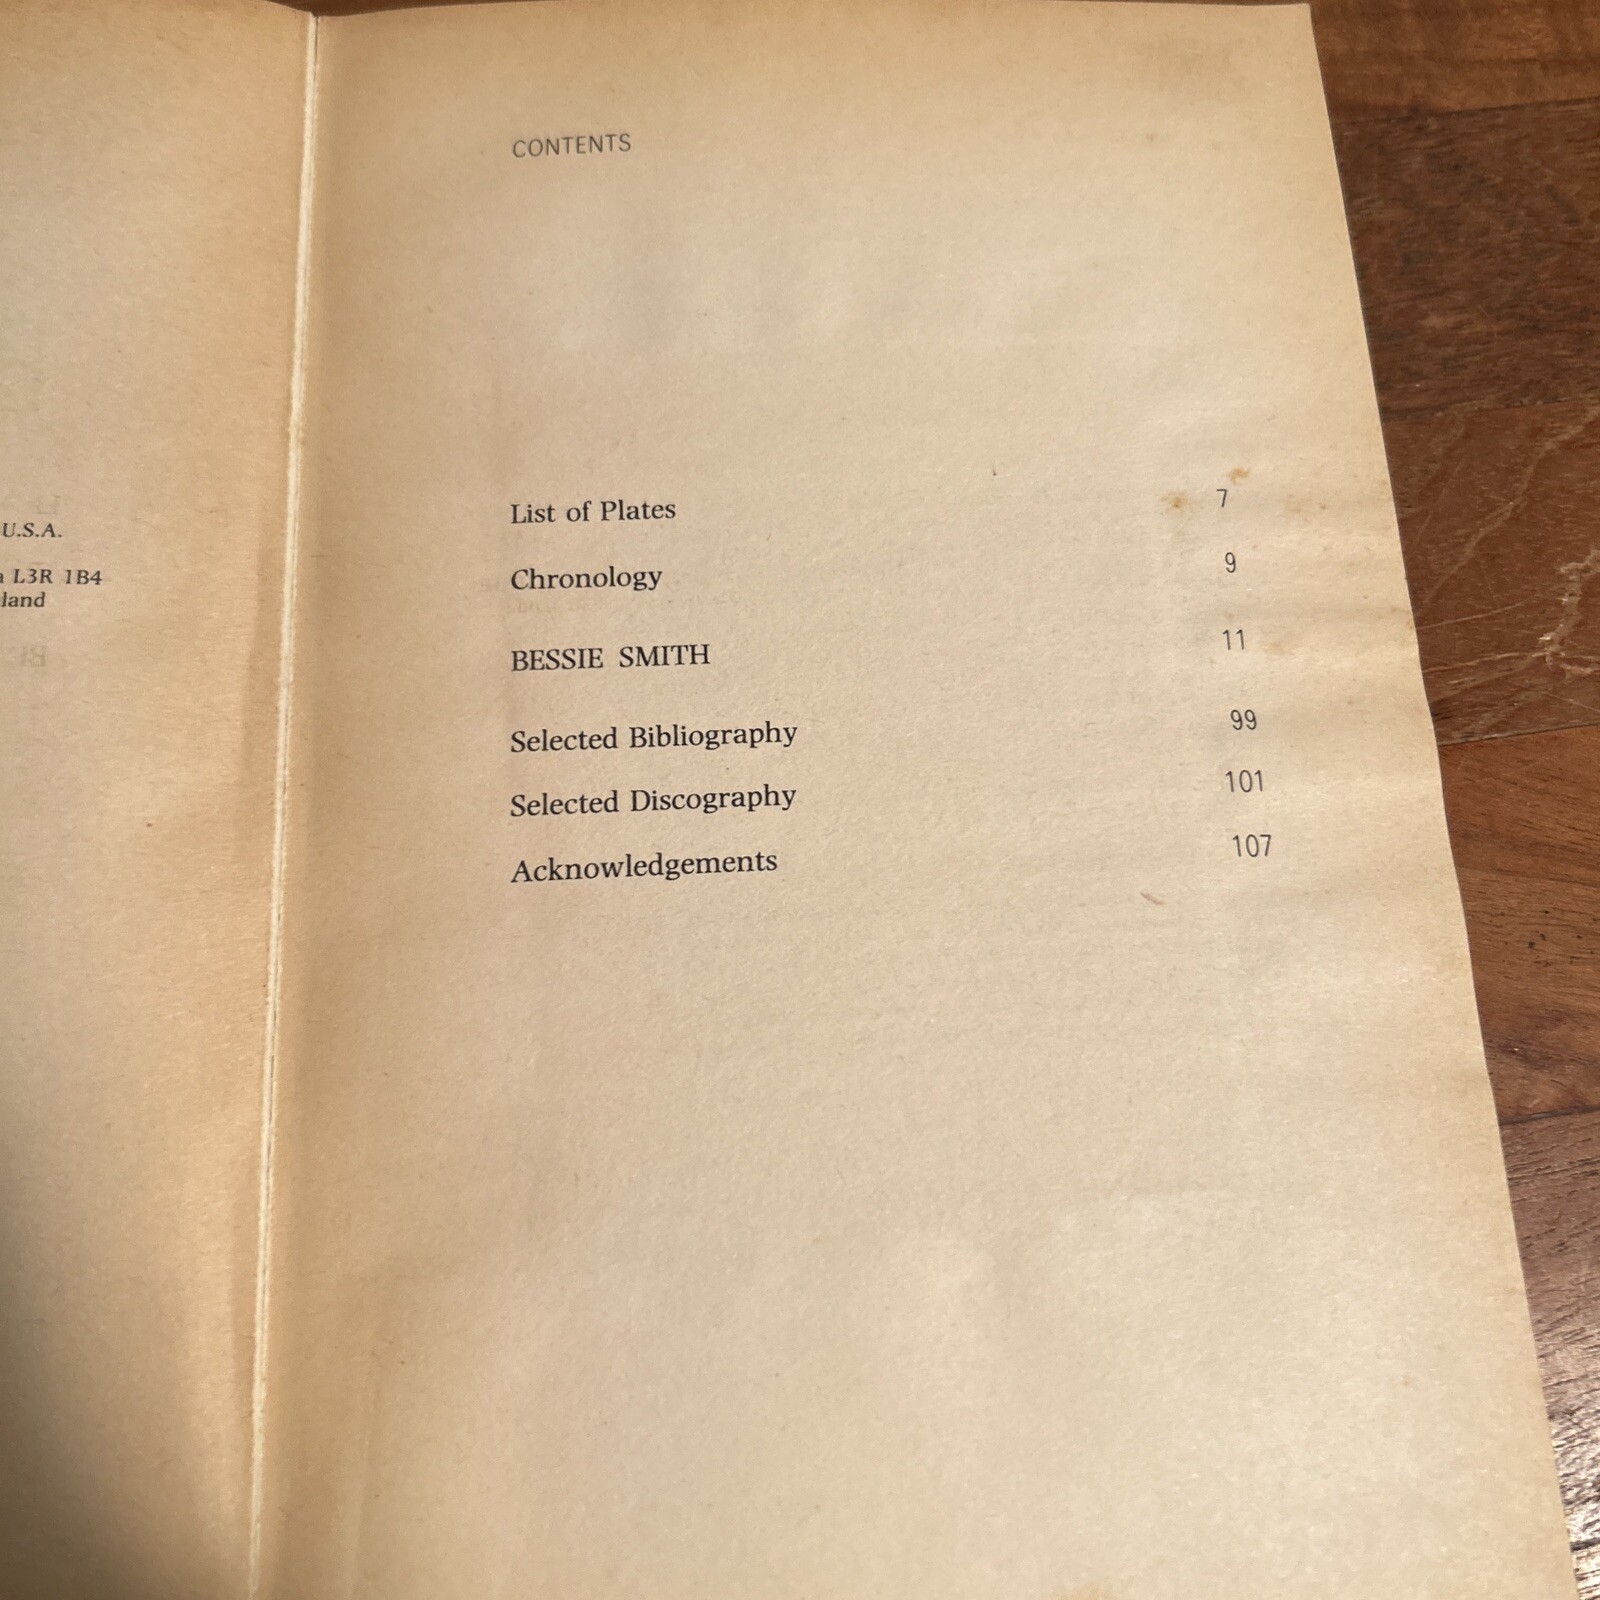 U.S.A.
L3R 1B4
CONTENTS
List of Plates 7
Chronology 9
BESSIE SMITH 11
Selected Bibliography 99
Selected Discography 101
Acknowledgements 107